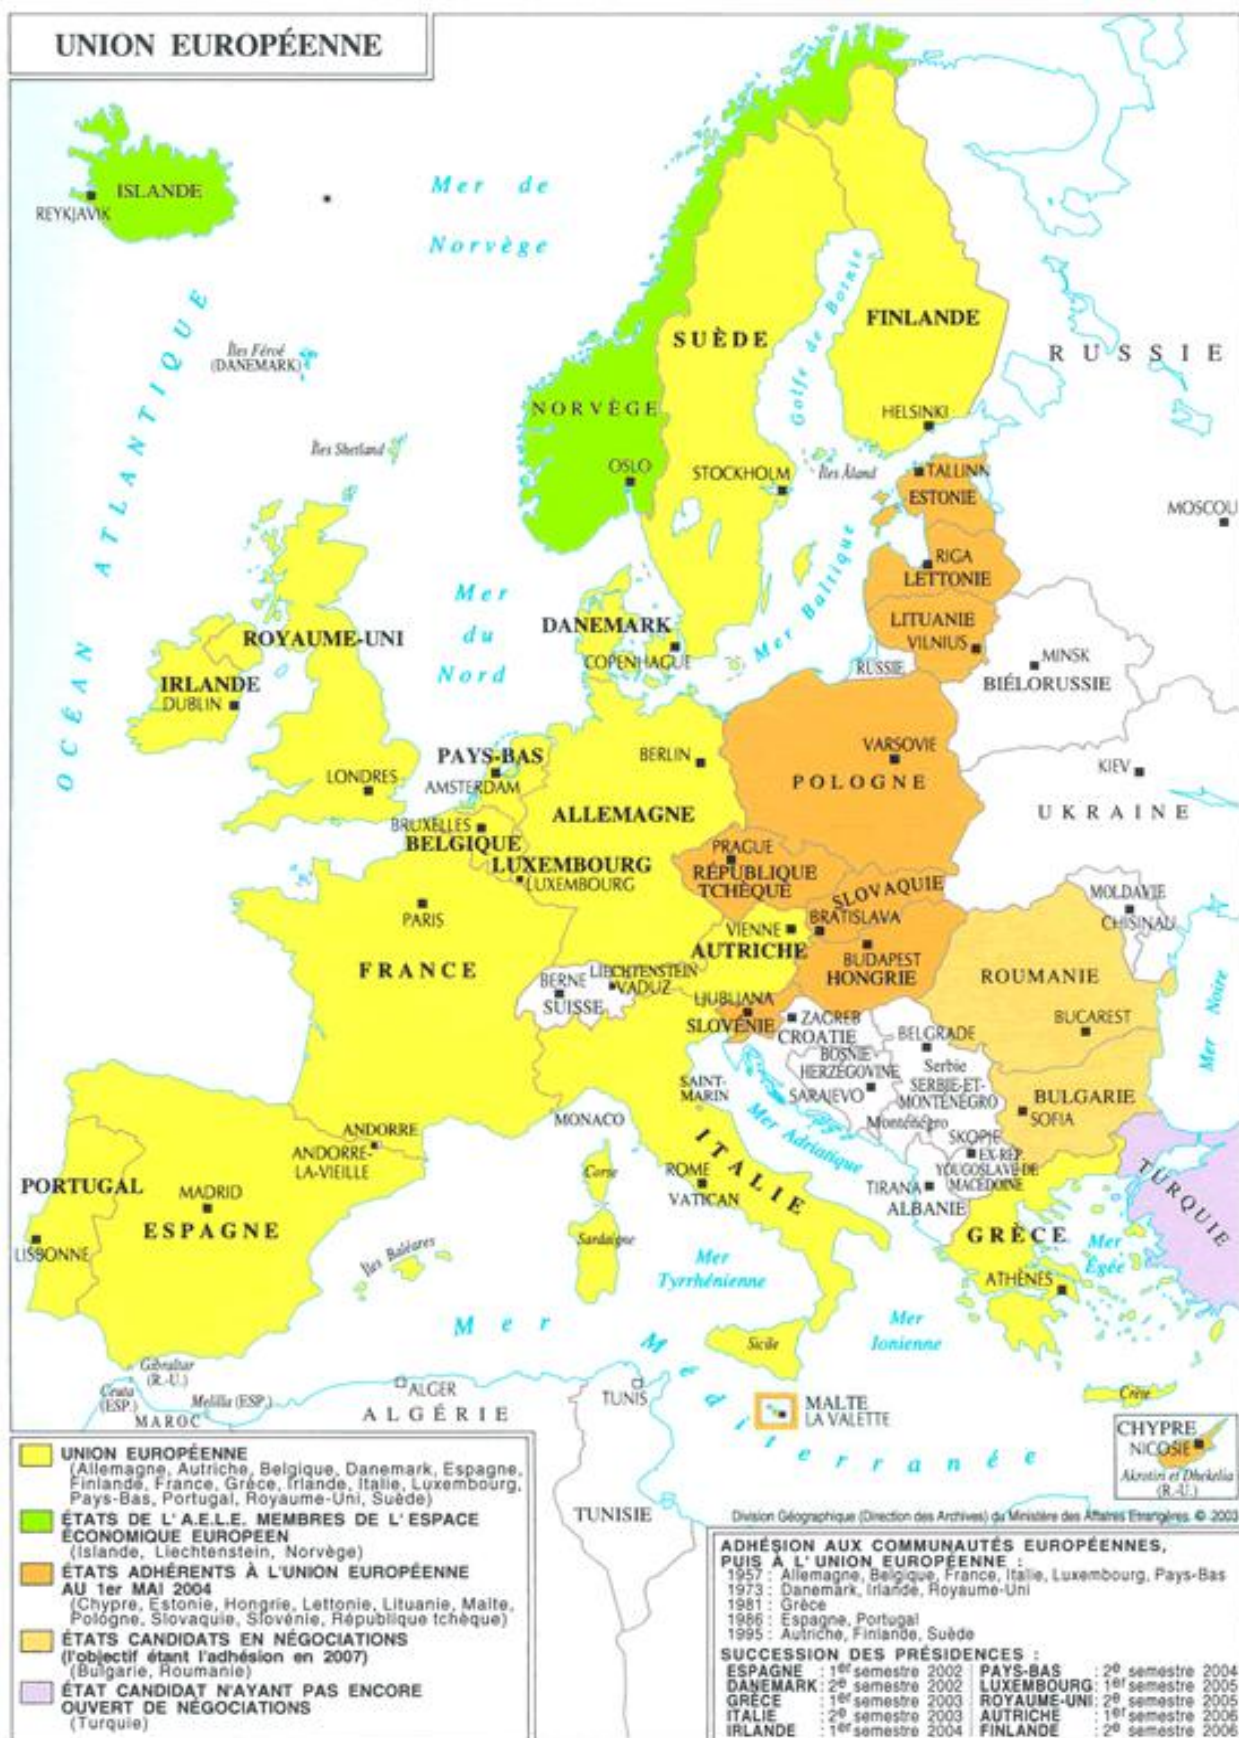 UNION EUROPÉENNE
ISLANDE
REYKJAVIK
Mer de
Norvège
OCÉAN ATLANTIQUE
Îles Féroé
(DANEMARK)
Îles Shetland
SUÈDE
FINLANDE
Golfe de Botnie
RUSSIE
NORVÈGE
HELSINKI
OSLO
STOCKHOLM
Îles Åland
TALLINN
ESTONIE
MOSCOU
RIGA
LETTONIE
Mer Baltique
Mer
du
Nord
DANEMARK
COPENHAGUE
LITUANIE
VILNIUS
RUSSIE
MINSK
BIÉLORUSSIE
ROYAUME-UNI
IRLANDE
DUBLIN
LONDRES
PAYS-BAS
AMSTERDAM
BERLIN
VARSOVIE
POLOGNE
KIEV
UKRAINE
ALLEMAGNE
BRUXELLES
BELGIQUE
LUXEMBOURG
LUXEMBOURG
PRAGUE
RÉPUBLIQUE
TCHÈQUE
SLOVAQUIE
BRATISLAVA
MOLDAVIE
CHISINAU
PARIS
FRANCE
VIENNE
AUTRICHE
BUDAPEST
HONGRIE
ROUMANIE
BUCAREST
Mer Noire
BERNE
SUISSE
LIECHTENSTEIN
VADUZ
LJUBLJANA
SLOVÉNIE
ZAGREB
CROATIE
BELGRADE
BOSNIE-
HERZÉGOVINE
SARAJEVO
Serbie
SERBIE-ET-
MONTÉNÉGRO
Monténégro
BULGARIE
SOFIA
SAINT-
MARIN
MONACO
Mer Adriatique
SKOPJE
EX-RÉP.
YOUGOSLAVE DE
MACÉDOINE
ANDORRE
ANDORRE-
LA-VIEILLE
Corse
ITALIE
ROME
VATICAN
TIRANA
ALBANIE
TURQUIE
PORTUGAL
LISBONNE
MADRID
ESPAGNE
Îles Baléares
Sardaigne
Mer
Tyrrhénienne
GRÈCE
Mer
Égée
ATHÈNES
Mer Méditerranée
Mer
Ionienne
Sicile
Gibraltar
(R.-U.)
Ceuta
(ESP.)
Melilla (ESP.)
MAROC
ALGER
ALGÉRIE
TUNIS
TUNISIE
MALTE
LA VALETTE
Crète
CHYPRE
NICOSIE
Akrotiri et Dhekelia
(R.-U.)
UNION EUROPÉENNE
(Allemagne, Autriche, Belgique, Danemark, Espagne,
Finlande, France, Grèce, Irlande, Italie, Luxembourg,
Pays-Bas, Portugal, Royaume-Uni, Suède)
ÉTATS DE L'A.E.L.E. MEMBRES DE L'ESPACE
ÉCONOMIQUE EUROPEEN
(Islande, Liechtenstein, Norvège)
ÉTATS ADHÉRENTS À L'UNION EUROPÉENNE
AU 1er MAI 2004
(Chypre, Estonie, Hongrie, Lettonie, Lituanie, Malte,
Pologne, Slovaquie, Slovénie, République tchèque)
ÉTATS CANDIDATS EN NÉGOCIATIONS
(l'objectif étant l'adhésion en 2007)
(Bulgarie, Roumanie)
ÉTAT CANDIDAT N'AYANT PAS ENCORE
OUVERT DE NÉGOCIATIONS
(Turquie)
Division Géographique (Direction des Archives) du Ministère des Affaires Etrangères © 2003
ADHÉSION AUX COMMUNAUTÉS EUROPÉENNES,
PUIS À L'UNION EUROPÉENNE :
1957 : Allemagne, Belgique, France, Italie, Luxembourg, Pays-Bas
1973 : Danemark, Irlande, Royaume-Uni
1981 : Grèce
1986 : Espagne, Portugal
1995 : Autriche, Finlande, Suède
SUCCESSION DES PRÉSIDENCES :
ESPAGNE : 1er semestre 2002 PAYS-BAS : 2e semestre 2004
DANEMARK : 2e semestre 2002 LUXEMBOURG : 1er semestre 2005
GRÈCE : 1er semestre 2003 ROYAUME-UNI : 2e semestre 2005
ITALIE : 2e semestre 2003 AUTRICHE : 1er semestre 2006
IRLANDE : 1er semestre 2004 FINLANDE : 2e semestre 2006